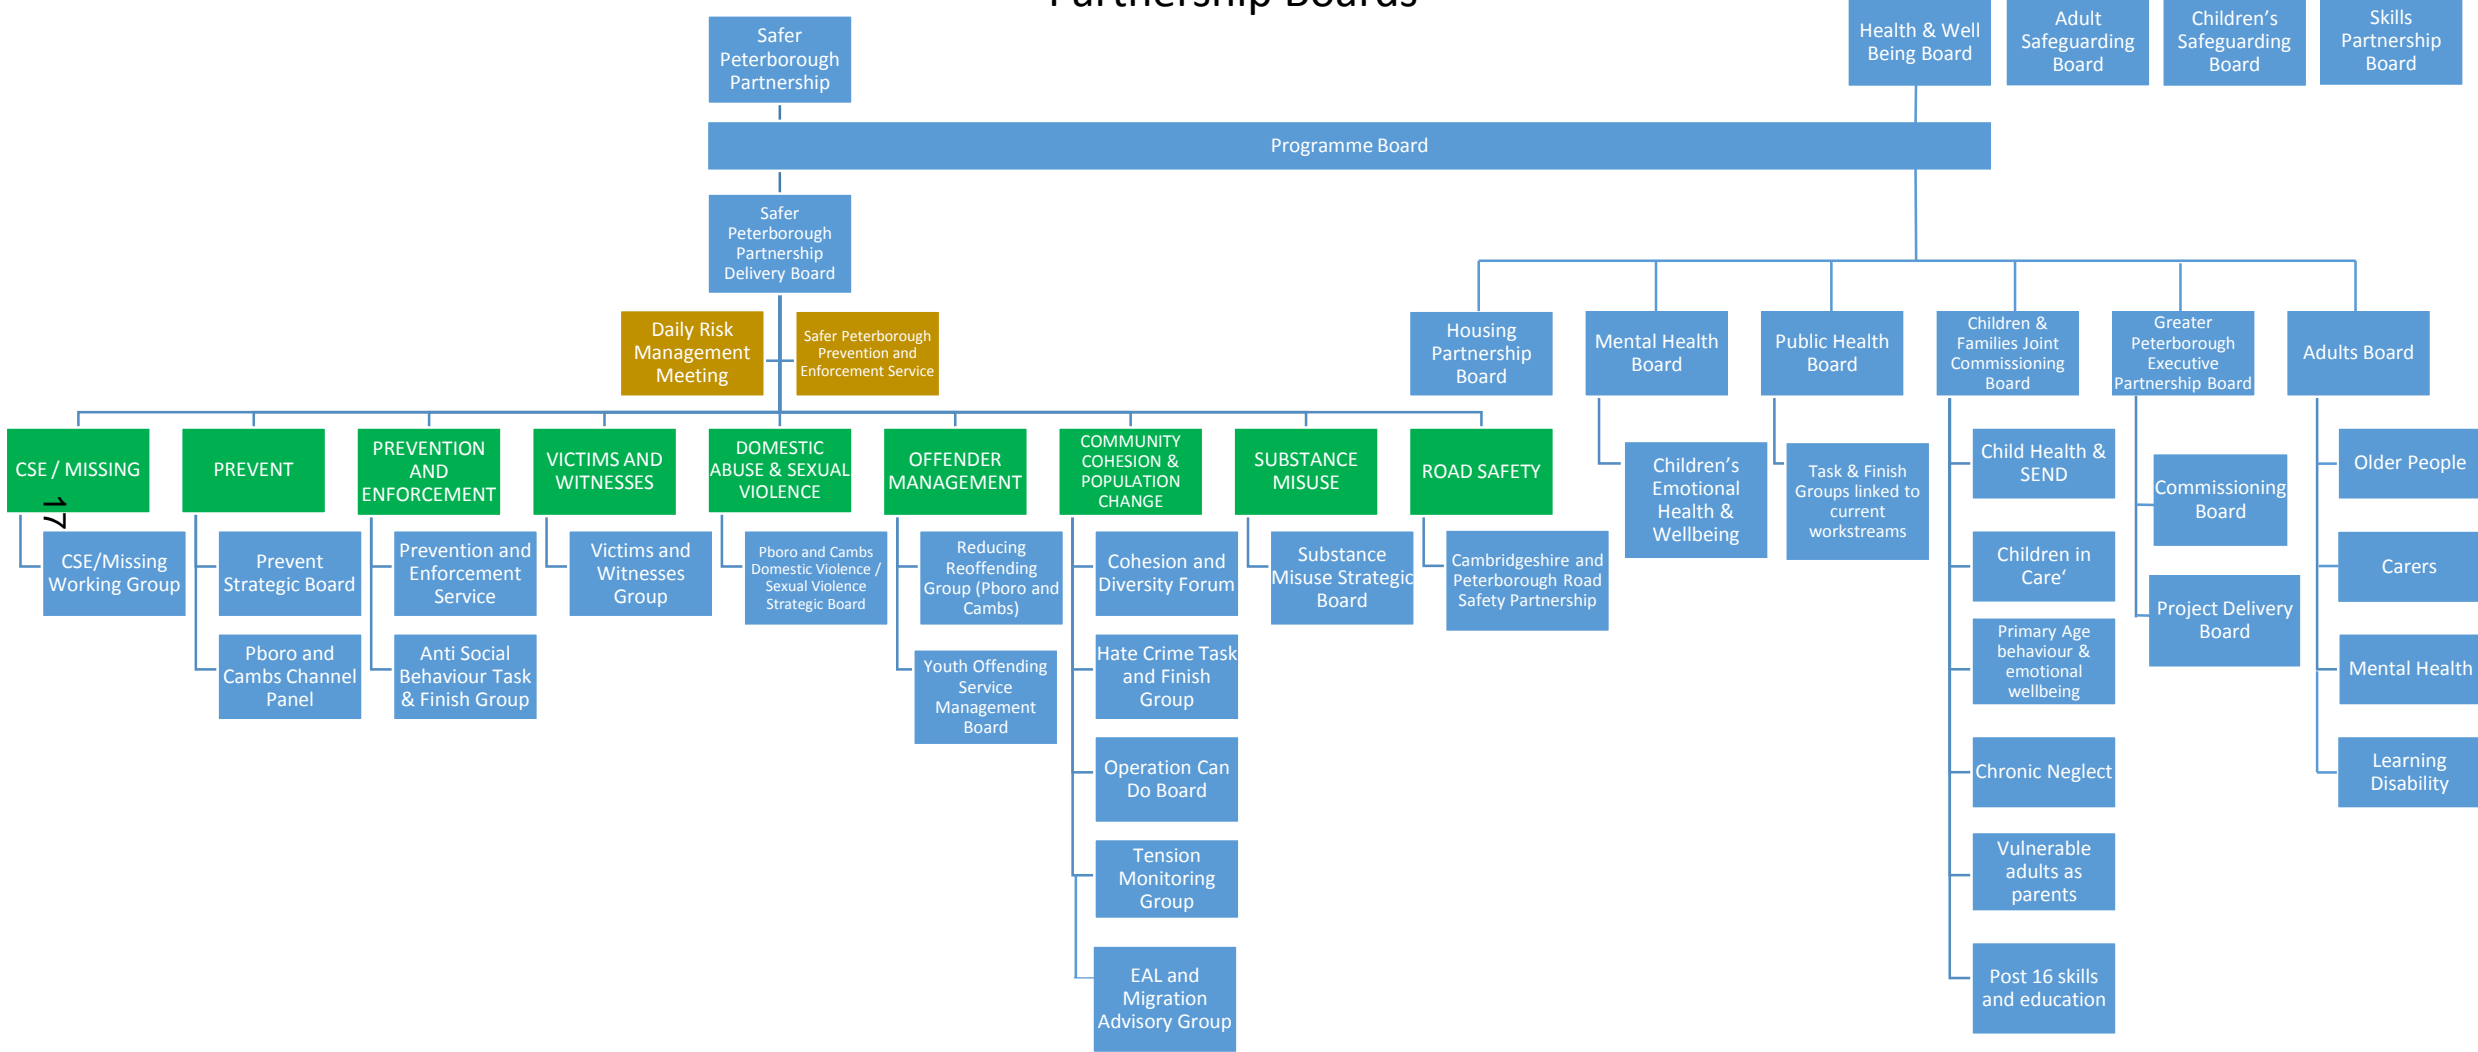 Partnership Boards
Safer
Peterborough
Partnership
Health & Well
Being Board
Adult
Safeguarding
Board
Children's
Safeguarding
Board
Skills
Partnership
Board
Programme Board
Safer
Peterborough
Partnership
Delivery Board
Daily Risk
Management
Meeting
Safer Peterborough
Prevention and
Enforcement Service
Housing
Partnership
Board
Mental Health
Board
Public Health
Board
Children &
Families Joint
Commissioning
Board
Greater
Peterborough
Executive
Partnership Board
Adults Board
CSE / MISSING
PREVENT
PREVENTION
AND
ENFORCEMENT
VICTIMS AND
WITNESSES
DOMESTIC
ABUSE & SEXUAL
VIOLENCE
OFFENDER
MANAGEMENT
COMMUNITY
COHESION &
POPULATION
CHANGE
SUBSTANCE
MISUSE
ROAD SAFETY
17
CSE/Missing
Working Group
Prevent
Strategic Board
Pboro and
Cambs Channel
Panel
Prevention and
Enforcement
Service
Anti Social
Behaviour Task
& Finish Group
Victims and
Witnesses
Group
Pboro and Cambs
Domestic Violence /
Sexual Violence
Strategic Board
Reducing
Reoffending
Group (Pboro and
Cambs)
Youth Offending
Service
Management
Board
Cohesion and
Diversity Forum
Hate Crime Task
and Finish
Group
Operation Can
Do Board
Tension
Monitoring
Group
EAL and
Migration
Advisory Group
Substance
Misuse Strategic
Board
Cambridgeshire and
Peterborough Road
Safety Partnership
Children's
Emotional
Health &
Wellbeing
Task & Finish
Groups linked to
current
workstreams
Child Health &
SEND
Children in
Care‘
Primary Age
behaviour &
emotional
wellbeing
Chronic Neglect
Vulnerable
adults as
parents
Post 16 skills
and education
Commissioning
Board
Project Delivery
Board
Older People
Carers
Mental Health
Learning
Disability